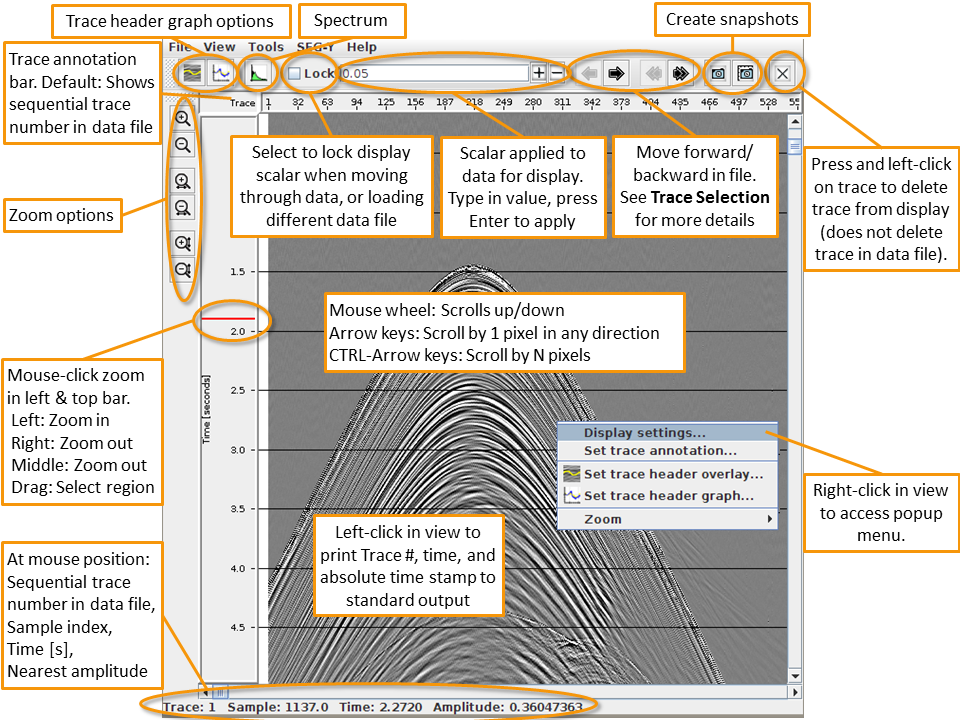 Trace header graph options
Spectrum
Create snapshots
File View Tools SEG-Y Help
Trace annotation
bar. Default: Shows
sequential trace
number in data file
Lock 0.05
Trace 1 32 63 94 125 156 187 218 249 280 311 342 373 404 435 466 497 528 55
Select to lock display
scalar when moving
through data, or loading
different data file
Scalar applied to
data for display.
Type in value, press
Enter to apply
Move forward/
backward in file.
See Trace Selection
for more details
Press and left-click
on trace to delete
trace from display
(does not delete
trace in data file).
Zoom options
1.5
2.0
2.5
3.0
3.5
4.0
4.5
Time [seconds]
Mouse wheel: Scrolls up/down
Arrow keys: Scroll by 1 pixel in any direction
CTRL-Arrow keys: Scroll by N pixels
Mouse-click zoom
in left & top bar.
Left: Zoom in
Right: Zoom out
Middle: Zoom out
Drag: Select region
Display settings...
Set trace annotation...
Set trace header overlay...
Set trace header graph...
Zoom
Right-click in view
to access popup
menu.
Left-click in view to
print Trace #, time, and
absolute time stamp to
standard output
At mouse position:
Sequential trace
number in data file,
Sample index,
Time [s],
Nearest amplitude
Trace: 1 Sample: 1137.0 Time: 2.2720 Amplitude: 0.36047363